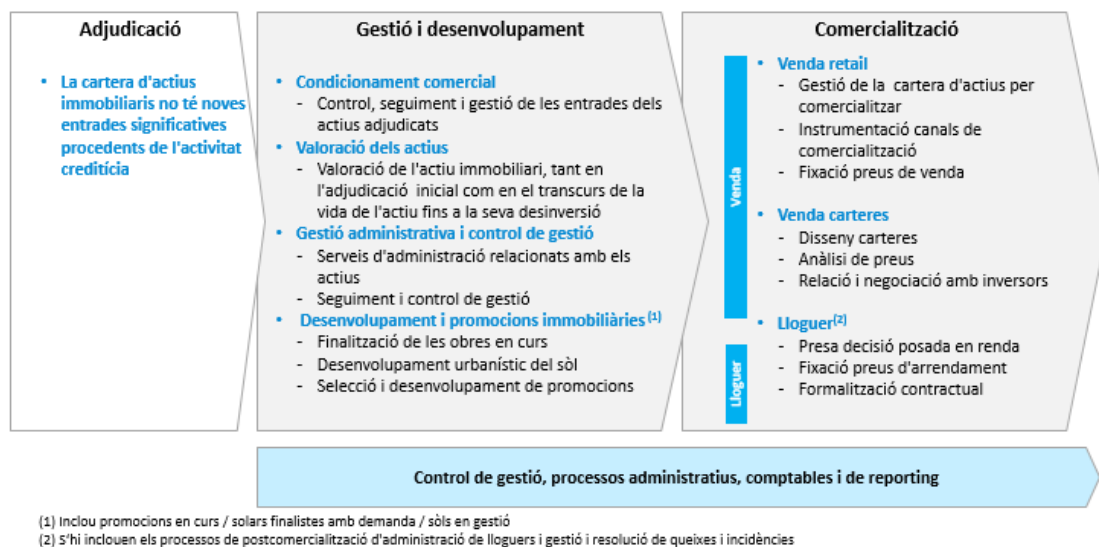 Adjudicació
• La cartera d'actius
immobiliaris no té noves
entrades significatives
procedents de l'activitat
creditícia
Gestió i desenvolupament
• Condicionament comercial
- Control, seguiment i gestió de les entrades dels
actius adjudicats
• Valoració dels actius
- Valoració de l'actiu immobiliari, tant en
l'adjudicació inicial com en el transcurs de la
vida de l'actiu fins a la seva desinversió
• Gestió administrativa i control de gestió
- Serveis d'administració relacionats amb els
actius
- Seguiment i control de gestió
• Desenvolupament i promocions immobiliàries (1)
- Finalització de les obres en curs
- Desenvolupament urbanístic del sòl
- Selecció i desenvolupament de promocions
Comercialització
Venda
• Venda retail
- Gestió de la cartera d'actius per
comercialitzar
- Instrumentació canals de
comercialització
- Fixació preus de venda
• Venda carteres
- Disseny carteres
- Anàlisi de preus
- Relació i negociació amb inversors
Lloguer
• Lloguer(2)
- Presa decisió posada en renda
- Fixació preus d'arrendament
- Formalització contractual
Control de gestió, processos administratius, comptables i de reporting
(1) Inclou promocions en curs / solars finalistes amb demanda / sòls en gestió
(2) S'hi inclouen els processos de postcomercialització d'administració de lloguers i gestió i resolució de queixes i incidències